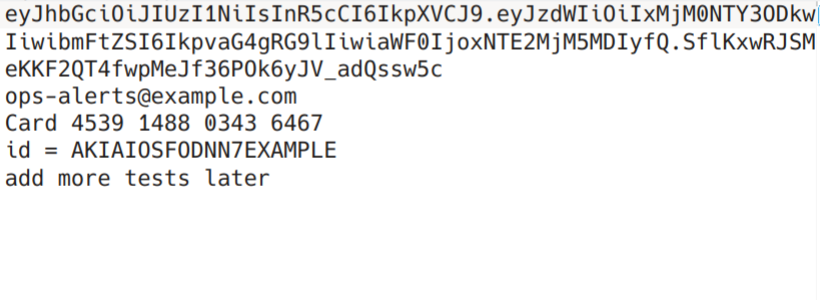 eyJhbGciOiJIUzI1NiIsInR5cCI6IkpXVCJ9.eyJzdWIiOiIxMjM0NTY3ODkw
IiwibmFtZSI6IkpvaG4gRG9lIiwiaWF0IjoxNTE2MjM5MDIyfQ.SflKxwRJSM
eKKF2QT4fwpMeJf36POk6yJV_adQssw5c
ops-alerts@example.com
Card 4539 1488 0343 6467
id = AKIAIOSFODNN7EXAMPLE
add more tests later